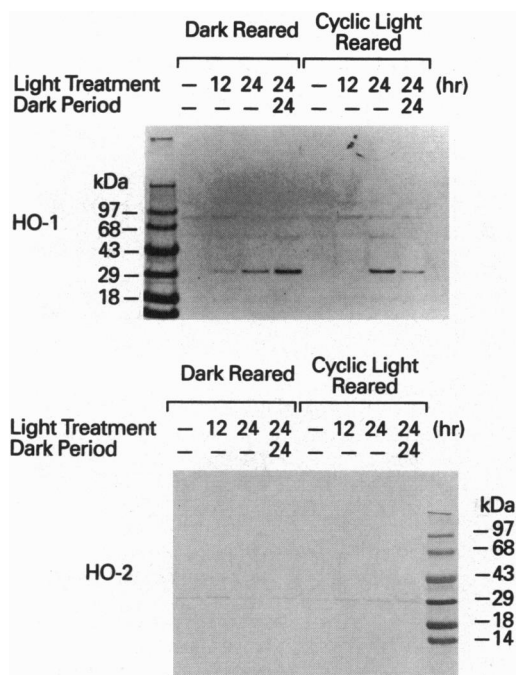 Dark Reared
Cyclic Light
Reared
Light Treatment – 12 24 24 – 12 24 24 (hr)
Dark Period – – – 24 – – – 24
kDa
HO-1
97–
68–
43–
29–
18–
Dark Reared
Cyclic Light
Reared
Light Treatment – 12 24 24 – 12 24 24 (hr)
Dark Period – – – 24 – – – 24
kDa
HO-2
–97
–68
–43
–29
–18
–14